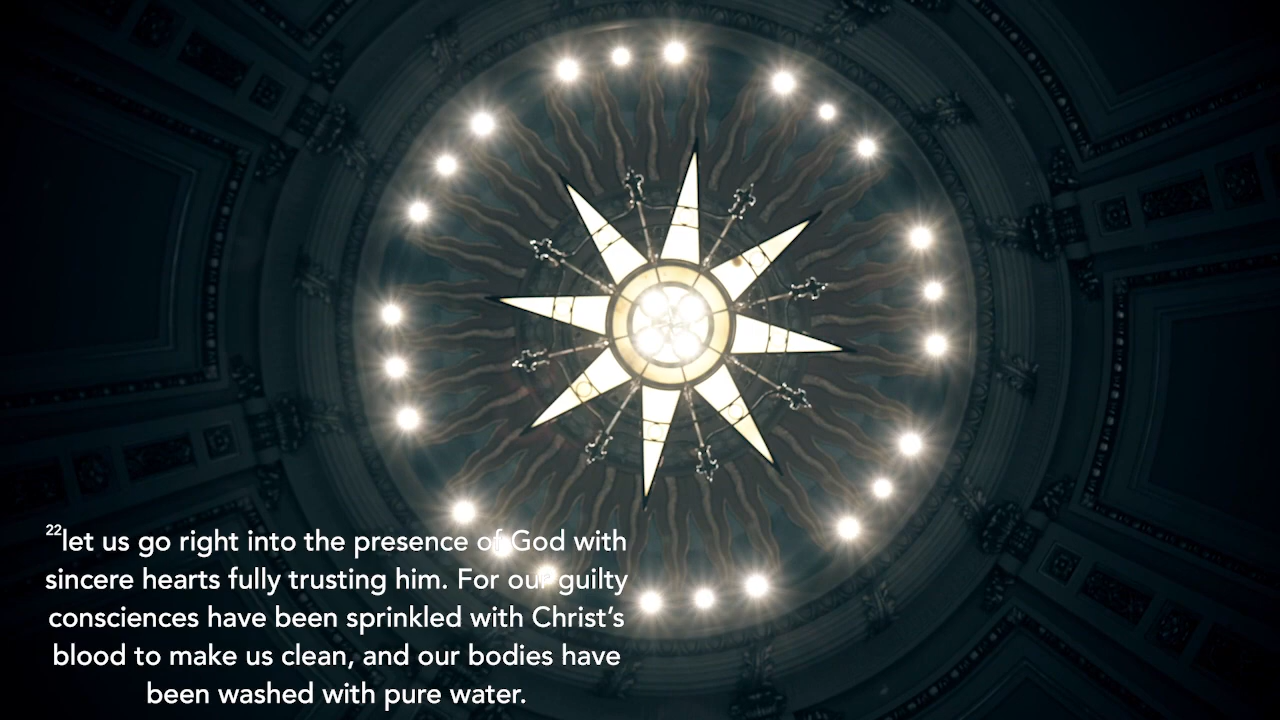 ²²let us go right into the presence of God with
sincere hearts fully trusting him. For our guilty
consciences have been sprinkled with Christ’s
blood to make us clean, and our bodies have
been washed with pure water.